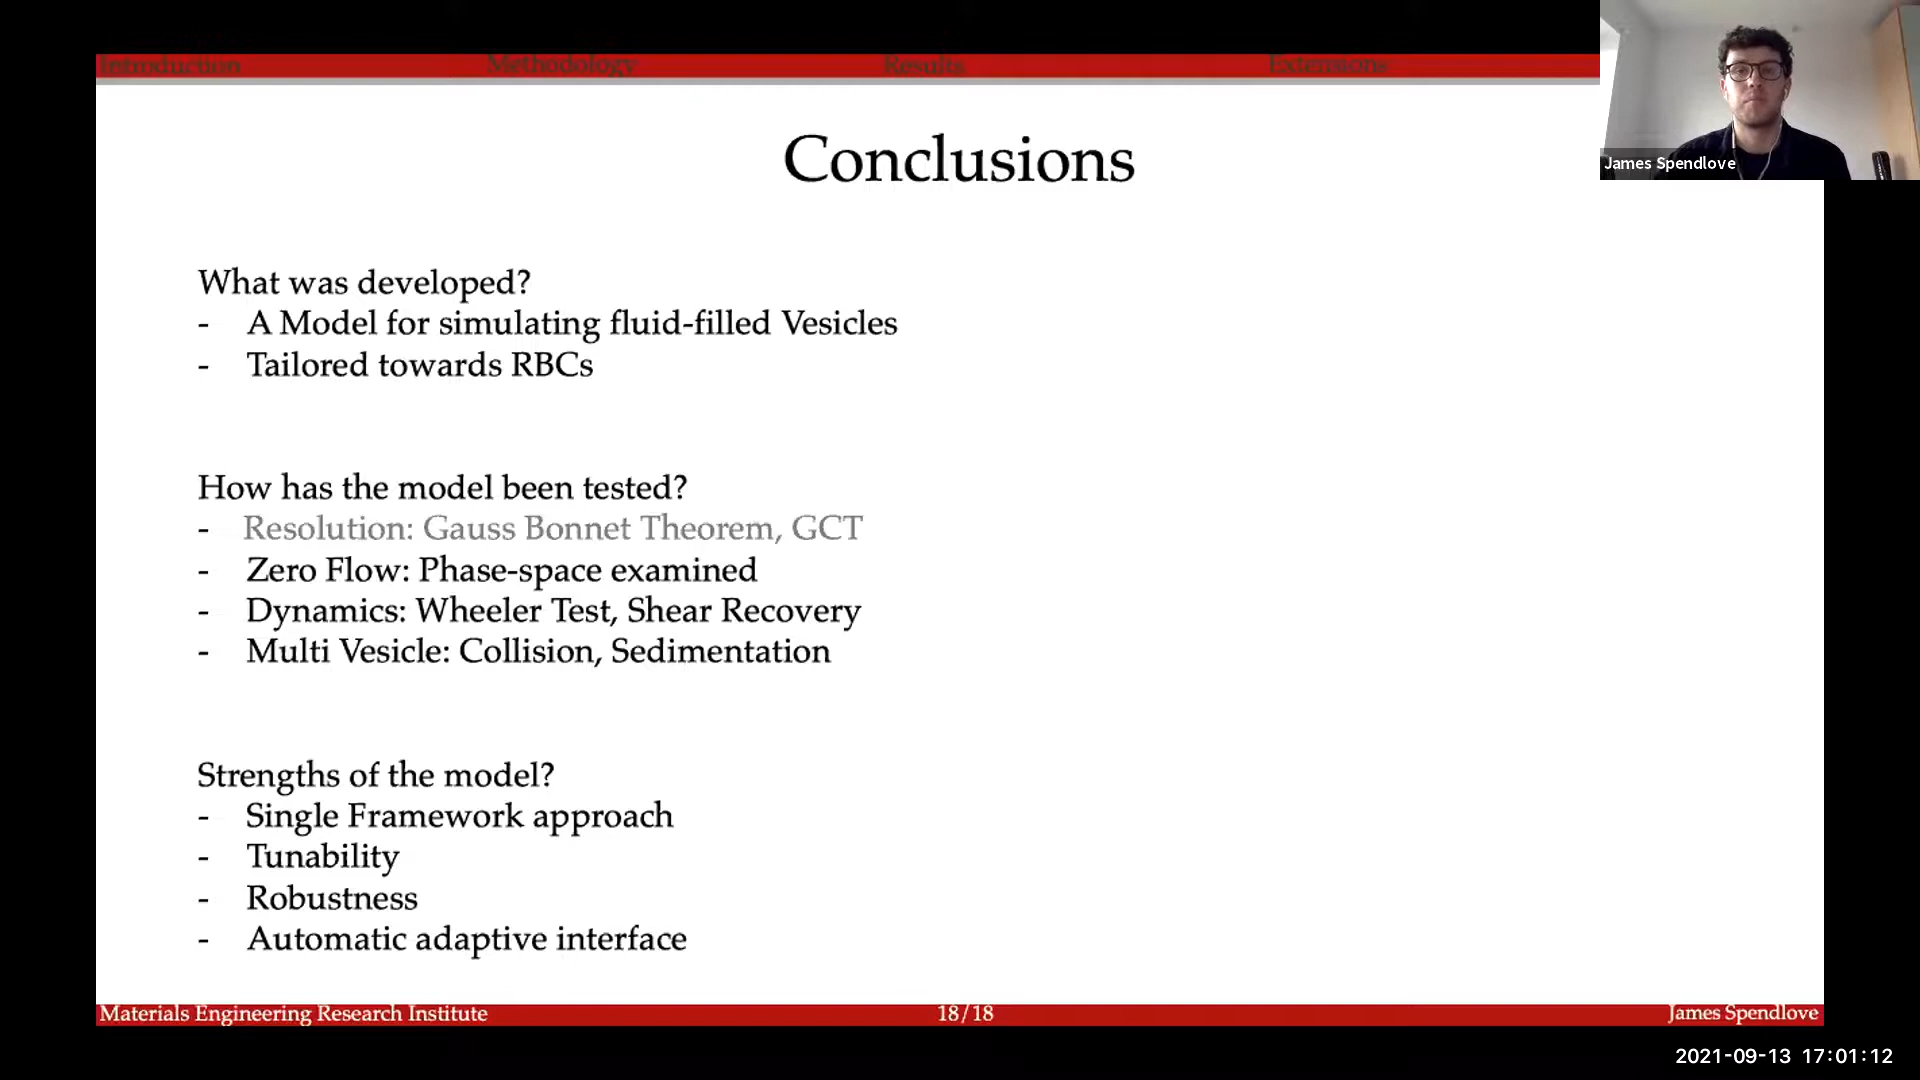 Introduction Methodology Results Extensions
James Spendlove
Conclusions
What was developed?
- A Model for simulating fluid-filled Vesicles
- Tailored towards RBCs
How has the model been tested?
- Resolution: Gauss Bonnet Theorem, GCT
- Zero Flow: Phase-space examined
- Dynamics: Wheeler Test, Shear Recovery
- Multi Vesicle: Collision, Sedimentation
Strengths of the model?
- Single Framework approach
- Tunability
- Robustness
- Automatic adaptive interface
Materials Engineering Research Institute 18/18 James Spendlove
2021-09-13 17:01:12